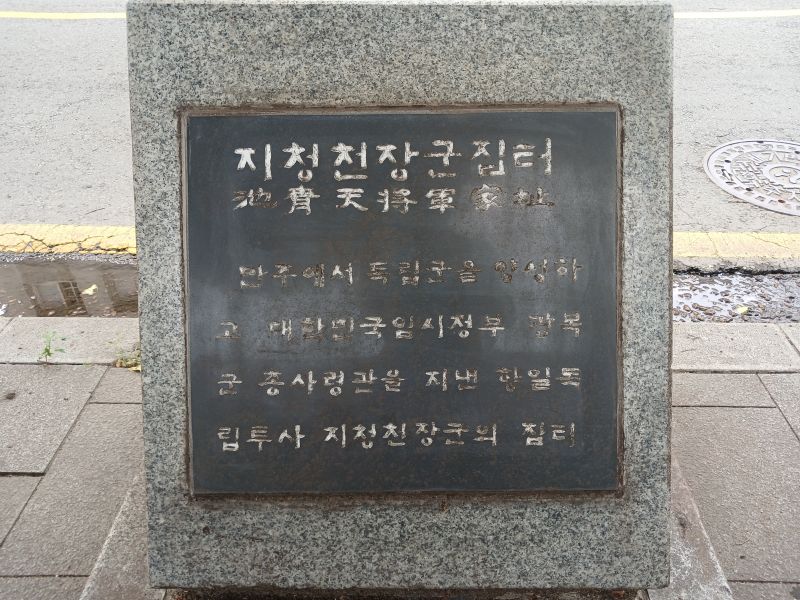 지청천장군집터
池靑天將軍家址
만주에서 독립군을 양성하
고 대한민국임시정부 광복
군 총사령관을 지낸 항일독
립투사 지청천장군의 집터